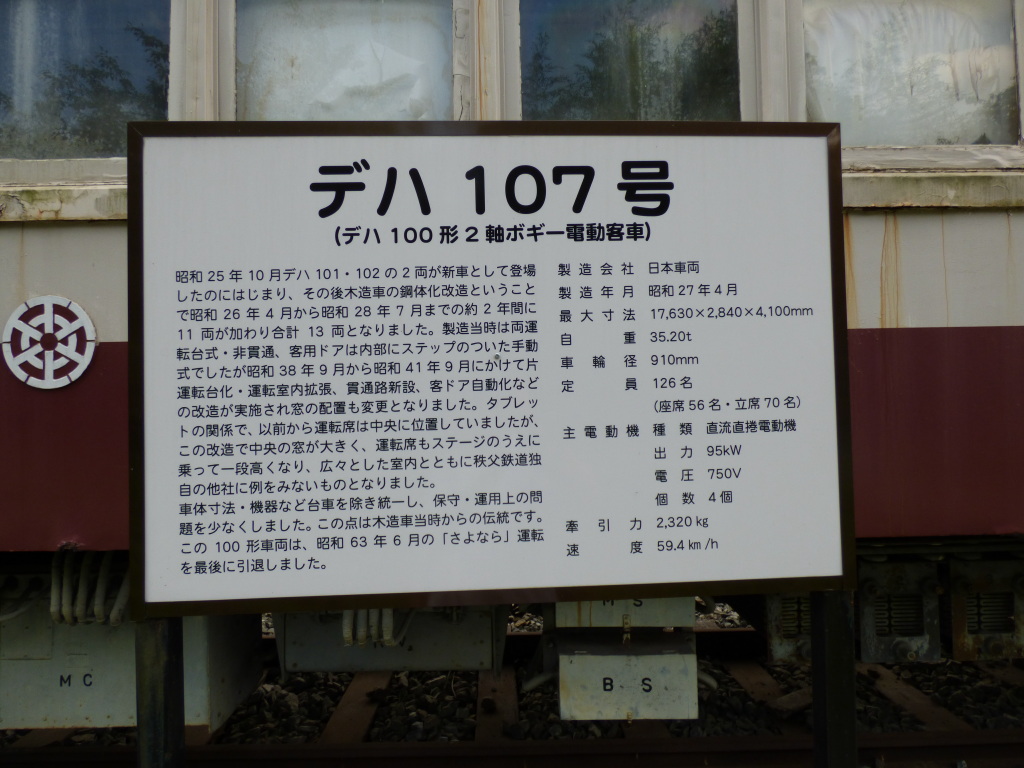 デハ 107 号
(デハ 100 形 2 軸ボギー電動客車)
昭和 25 年 10 月デハ 101・102 の 2 両が新車として登場
したのにはじまり、その後木造車の鋼体化改造ということ
で昭和 26 年 4 月から昭和 28 年 7 月までの約 2 年間に
11 両が加わり合計 13 両となりました。製造当時は両運
転台式・非貫通、客用ドアは内部にステップのついた手動
式でしたが昭和 38 年 9 月から昭和 41 年 9 月にかけて片
運転台化・運転室内拡張、貫通路新設、客ドア自動化など
の改造が実施され窓の配置も変更となりました。タブレッ
トの関係で、以前から運転席は中央に位置していましたが、
この改造で中央の窓が大きく、運転席もステージのうえに
乗って一段高くなり、広々とした室内とともに秩父鉄道独
自の他社に例をみないものとなりました。
車体寸法・機器など台車を除き統一し、保守・運用上の問
題を少なくしました。この点は木造車当時からの伝統です。
この 100 形車両は、昭和 63 年 6 月の「さよなら」運転
を最後に引退しました。
製造会社 日本車両
製造年月 昭和 27 年 4 月
最大寸法 17,630×2,840×4,100mm
自重 35.20t
車輪径 910mm
定員 126 名
(座席 56 名・立席 70 名)
主電動機 種類 直流直捲電動機
出力 95kW
電圧 750V
個数 4 個
牽引力 2,320 kg
速度 59.4 km/h
M C
M S
B S